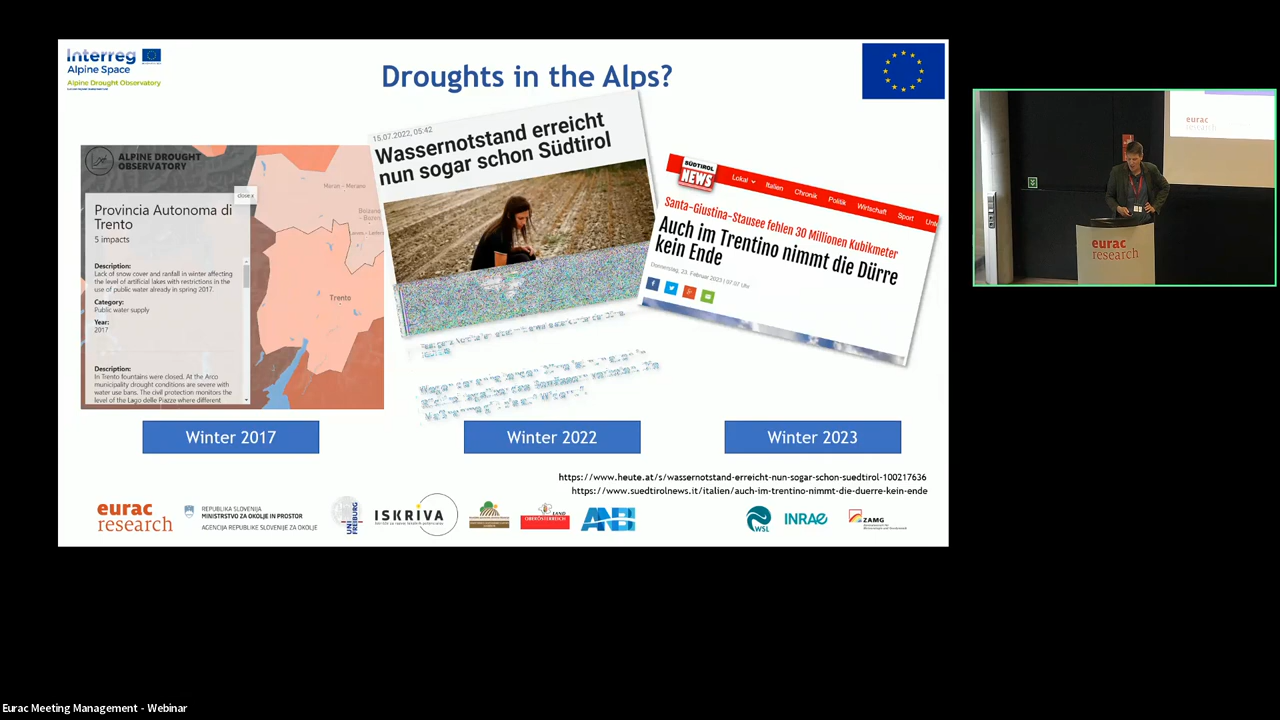 Interreg
Alpine Space
Alpine Drought Observatory
Droughts in the Alps?
ALPINE DROUGHT
OBSERVATORY
close x
Provincia Autonoma di
Trento
5 impacts
Description:
Lack of snow cover and rainfall in winter affecting
the level of artificial lakes with restrictions in the
use of public water already in spring 2017.
Category:
Public water supply
Year:
2017
Description:
In Trento fountains were closed. At the Arco
municipality drought conditions are severe with
water use bans. The civil protection monitors the
level of the Lago delle Piazze where different
Trento
15.07.2022, 05:42
Wassernotstand erreicht
nun sogar schon Südtirol
SÜDTIROL
NEWS
Lokal Italien Chronik Politik Wirtschaft Sport
Santa-Giustina-Stausee fehlen 30 Millionen Kubikmeter
Auch im Trentino nimmt die Dürre
kein Ende
Donnerstag, 23. Februar 2023 | 07:07 Uhr
Winter 2017
Winter 2022
Winter 2023
https://www.heute.at/s/wassernotstand-erreicht-nun-sogar-schon-suedtirol-100217636
https://www.suedtirolnews.it/italien/auch-im-trentino-nimmt-die-duerre-kein-ende
eurac
research
REPUBLIKA SLOVENIJA
MINISTRSTVO ZA OKOLJE IN PROSTOR
AGENCIJA REPUBLIKE SLOVENIJE ZA OKOLJE
UNI
FREIBURG
ISKRIVA
LAND
OBERÖSTERREICH
WSL
INRAE
ZAMG
eurac
research
eurac
research
Eurac Meeting Management - Webinar